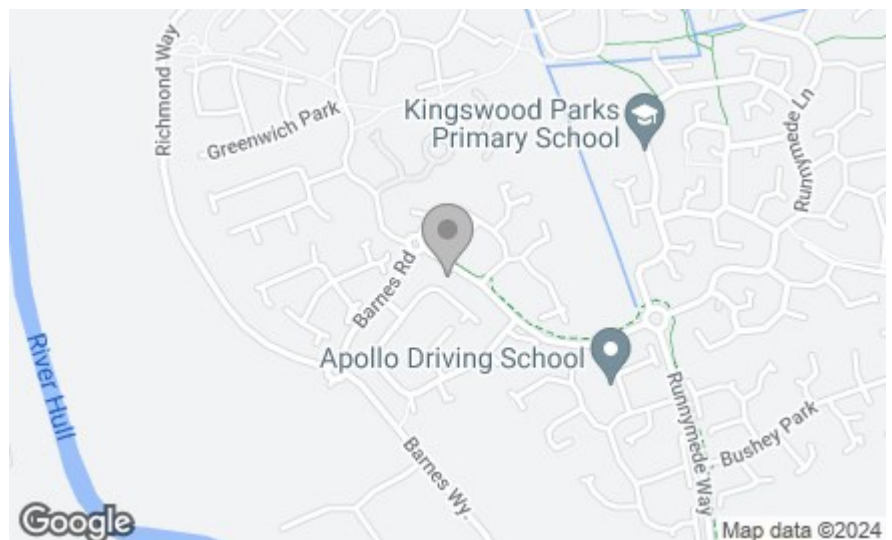 Richmond Way
Greenwich Park
Kingswood Parks
Primary School
Runnymede Ln
Barnes Rd
River Hull
Apollo Driving School
Runnymede Way
Bushey Park
Barnes Wy.
Google
Map data ©2024